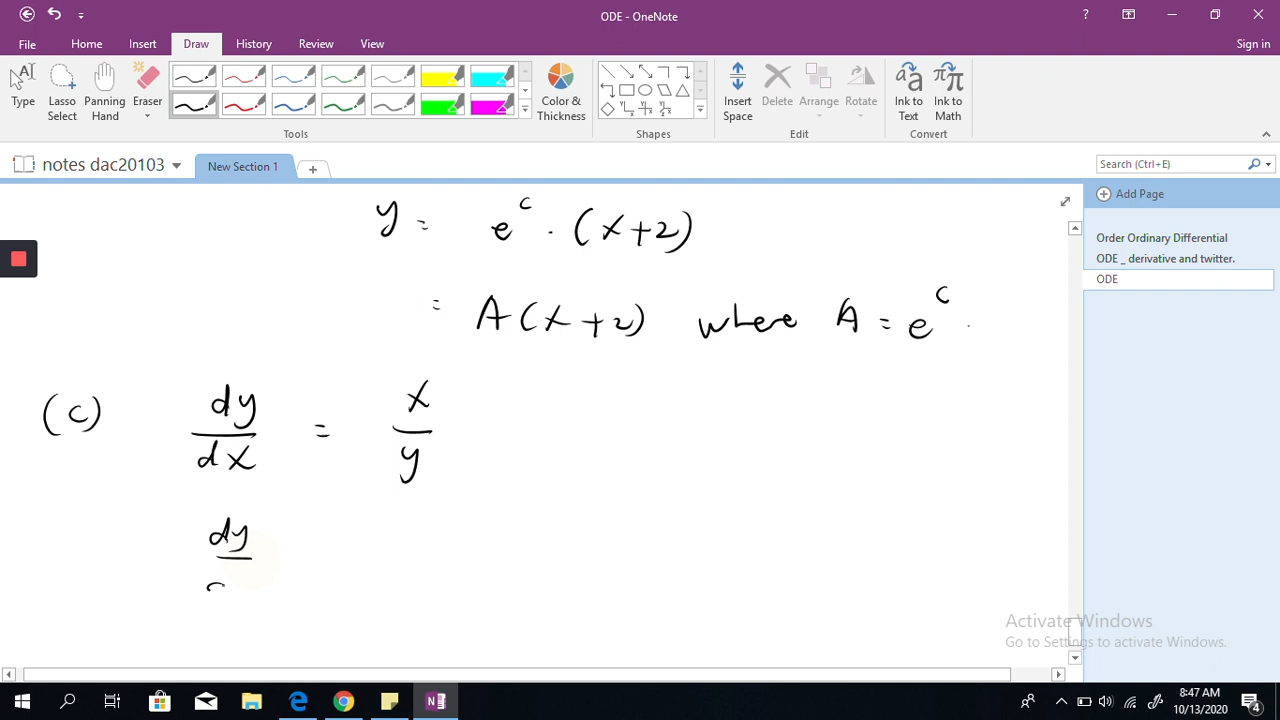 ODE - OneNote
? 
File Home Insert Draw History Review View Sign in
Type Lasso Select Panning Hand Eraser Color & Thickness Insert Space Delete Arrange Rotate Ink to Text Ink to Math
Tools Shapes Edit Convert
notes dac20103 New Section 1 + Search (Ctrl+E)
Add Page
Order Ordinary Differential
ODE _ derivative and twitter.
ODE
y = e^c . (x+2)
= A(x+2) where A = e^c .
(c) dy/dx = x/y
dy
Activate Windows
Go to Settings to activate Windows.
8:47 AM
10/13/2020
4